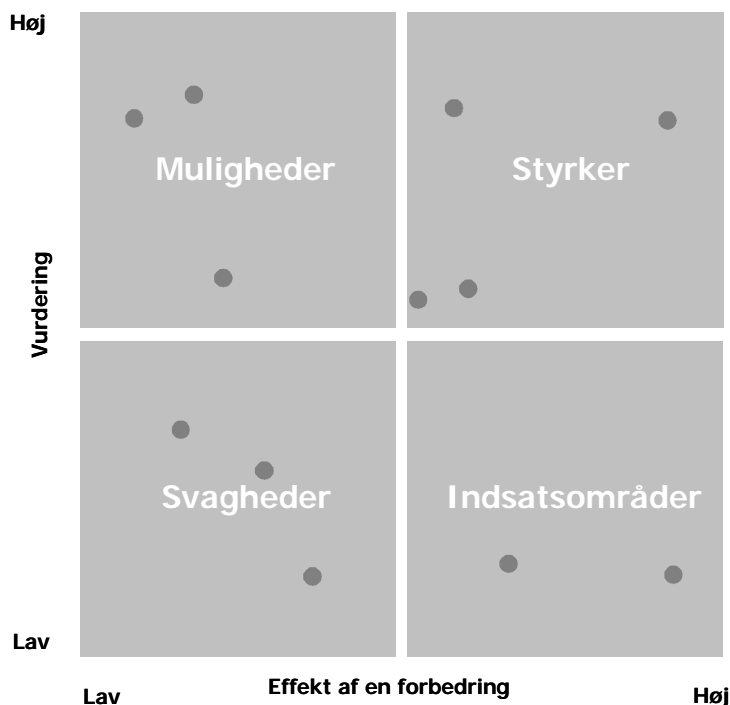 Høj
Muligheder
Styrker
Vurdering
Svagheder
Indsatsområder
Lav
Lav
Effekt af en forbedring
Høj